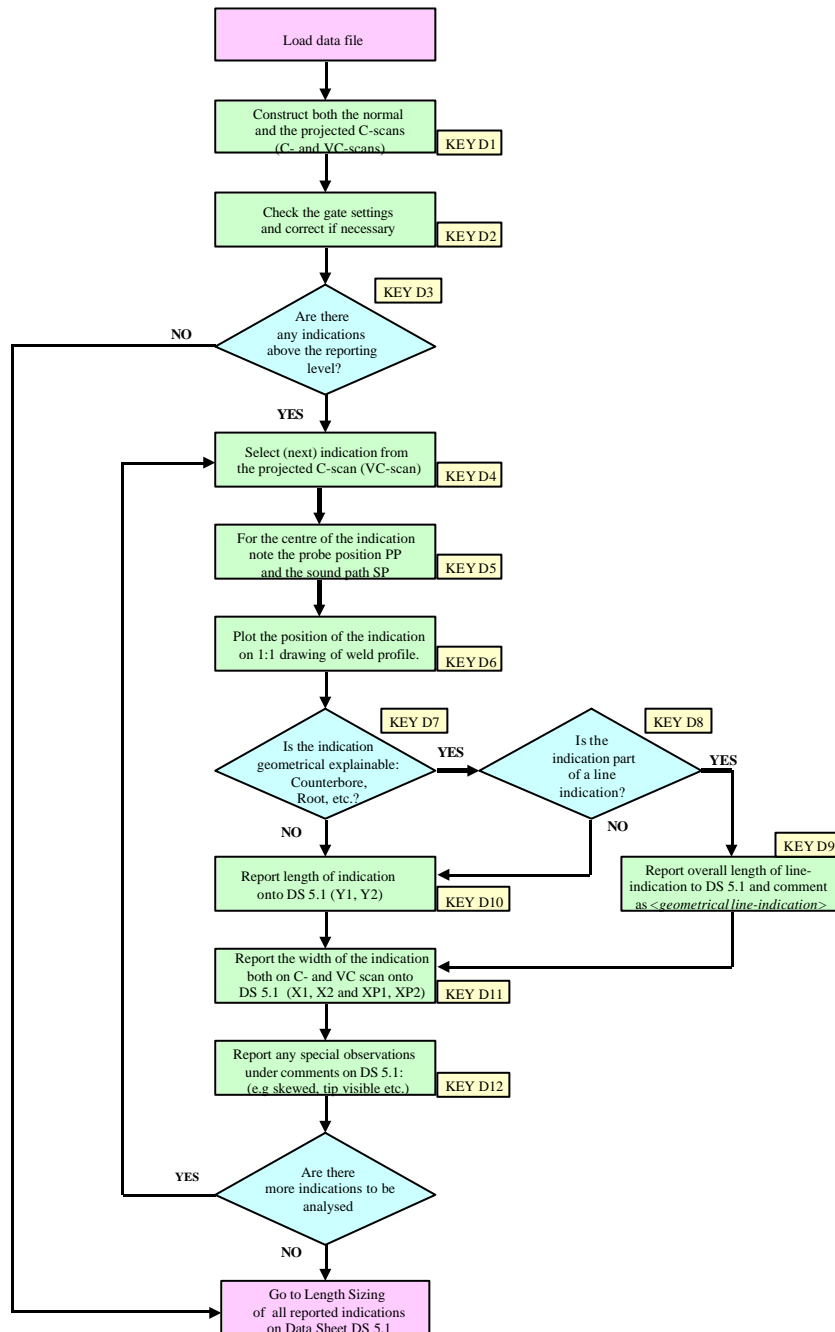 Load data file
Construct both the normal
and the projected C-scans
(C- and VC-scans)
KEY D1
Check the gate settings
and correct if necessary
KEY D2
KEY D3
Are there
any indications
above the reporting
level?
NO
YES
Select (next) indication from
the projected C-scan (VC-scan)
KEY D4
For the centre of the indication
note the probe position PP
and the sound path SP
KEY D5
Plot the position of the indication
on 1:1 drawing of weld profile.
KEY D6
KEY D7
Is the indication
geometrical explainable:
Counterbore,
Root, etc.?
YES
NO
KEY D8
Is the
indication part
of a line
indication?
YES
NO
KEY D9
Report overall length of line-
indication to DS 5.1 and comment
as <geometrical line-indication>
Report length of indication
onto DS 5.1 (Y1, Y2)
KEY D10
Report the width of the indication
both on C- and VC scan onto
DS 5.1 (X1, X2 and XP1, XP2)
KEY D11
Report any special observations
under comments on DS 5.1:
(e.g skewed, tip visible etc.)
KEY D12
Are there
more indications to be
analysed
YES
NO
Go to Length Sizing
of all reported indications
on Data Sheet DS 5.1